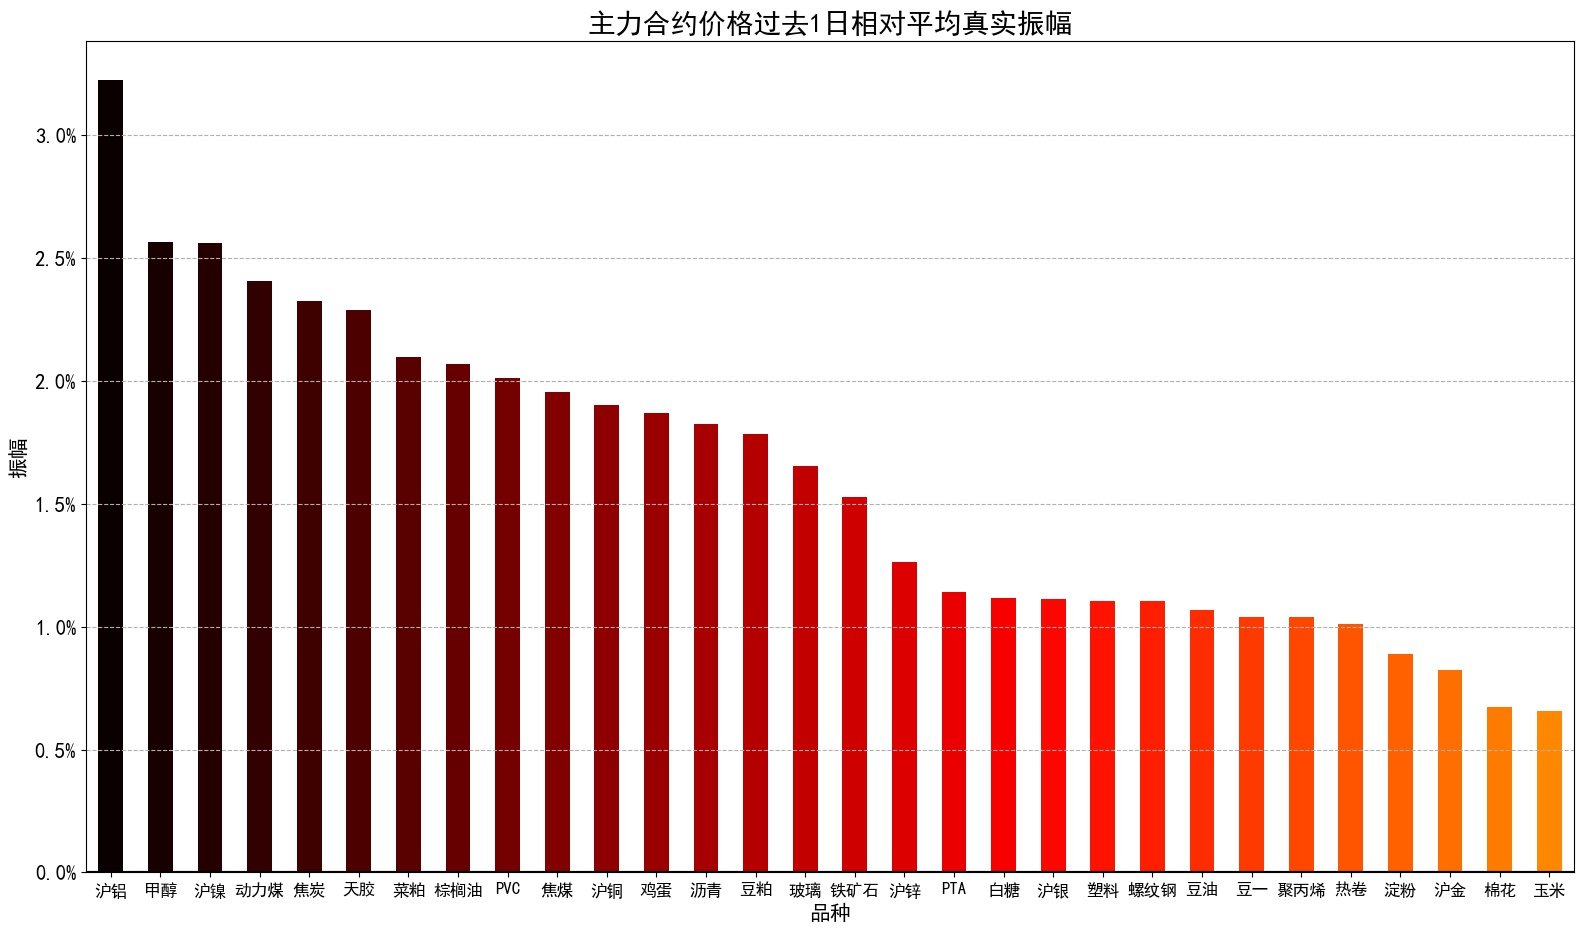 主力合约价格过去1日相对平均真实振幅
振幅
3.0%
2.5%
2.0%
1.5%
1.0%
0.5%
0.0%
沪铝 甲醇 沪镍 动力煤 焦炭 天胶 菜粕 棕榈油 PVC 焦煤 沪铜 鸡蛋 沥青 豆粕 玻璃 铁矿石 沪锌 PTA 白糖 沪银 塑料 螺纹钢 豆油 豆一 聚丙烯 热卷 淀粉 沪金 棉花 玉米
品种